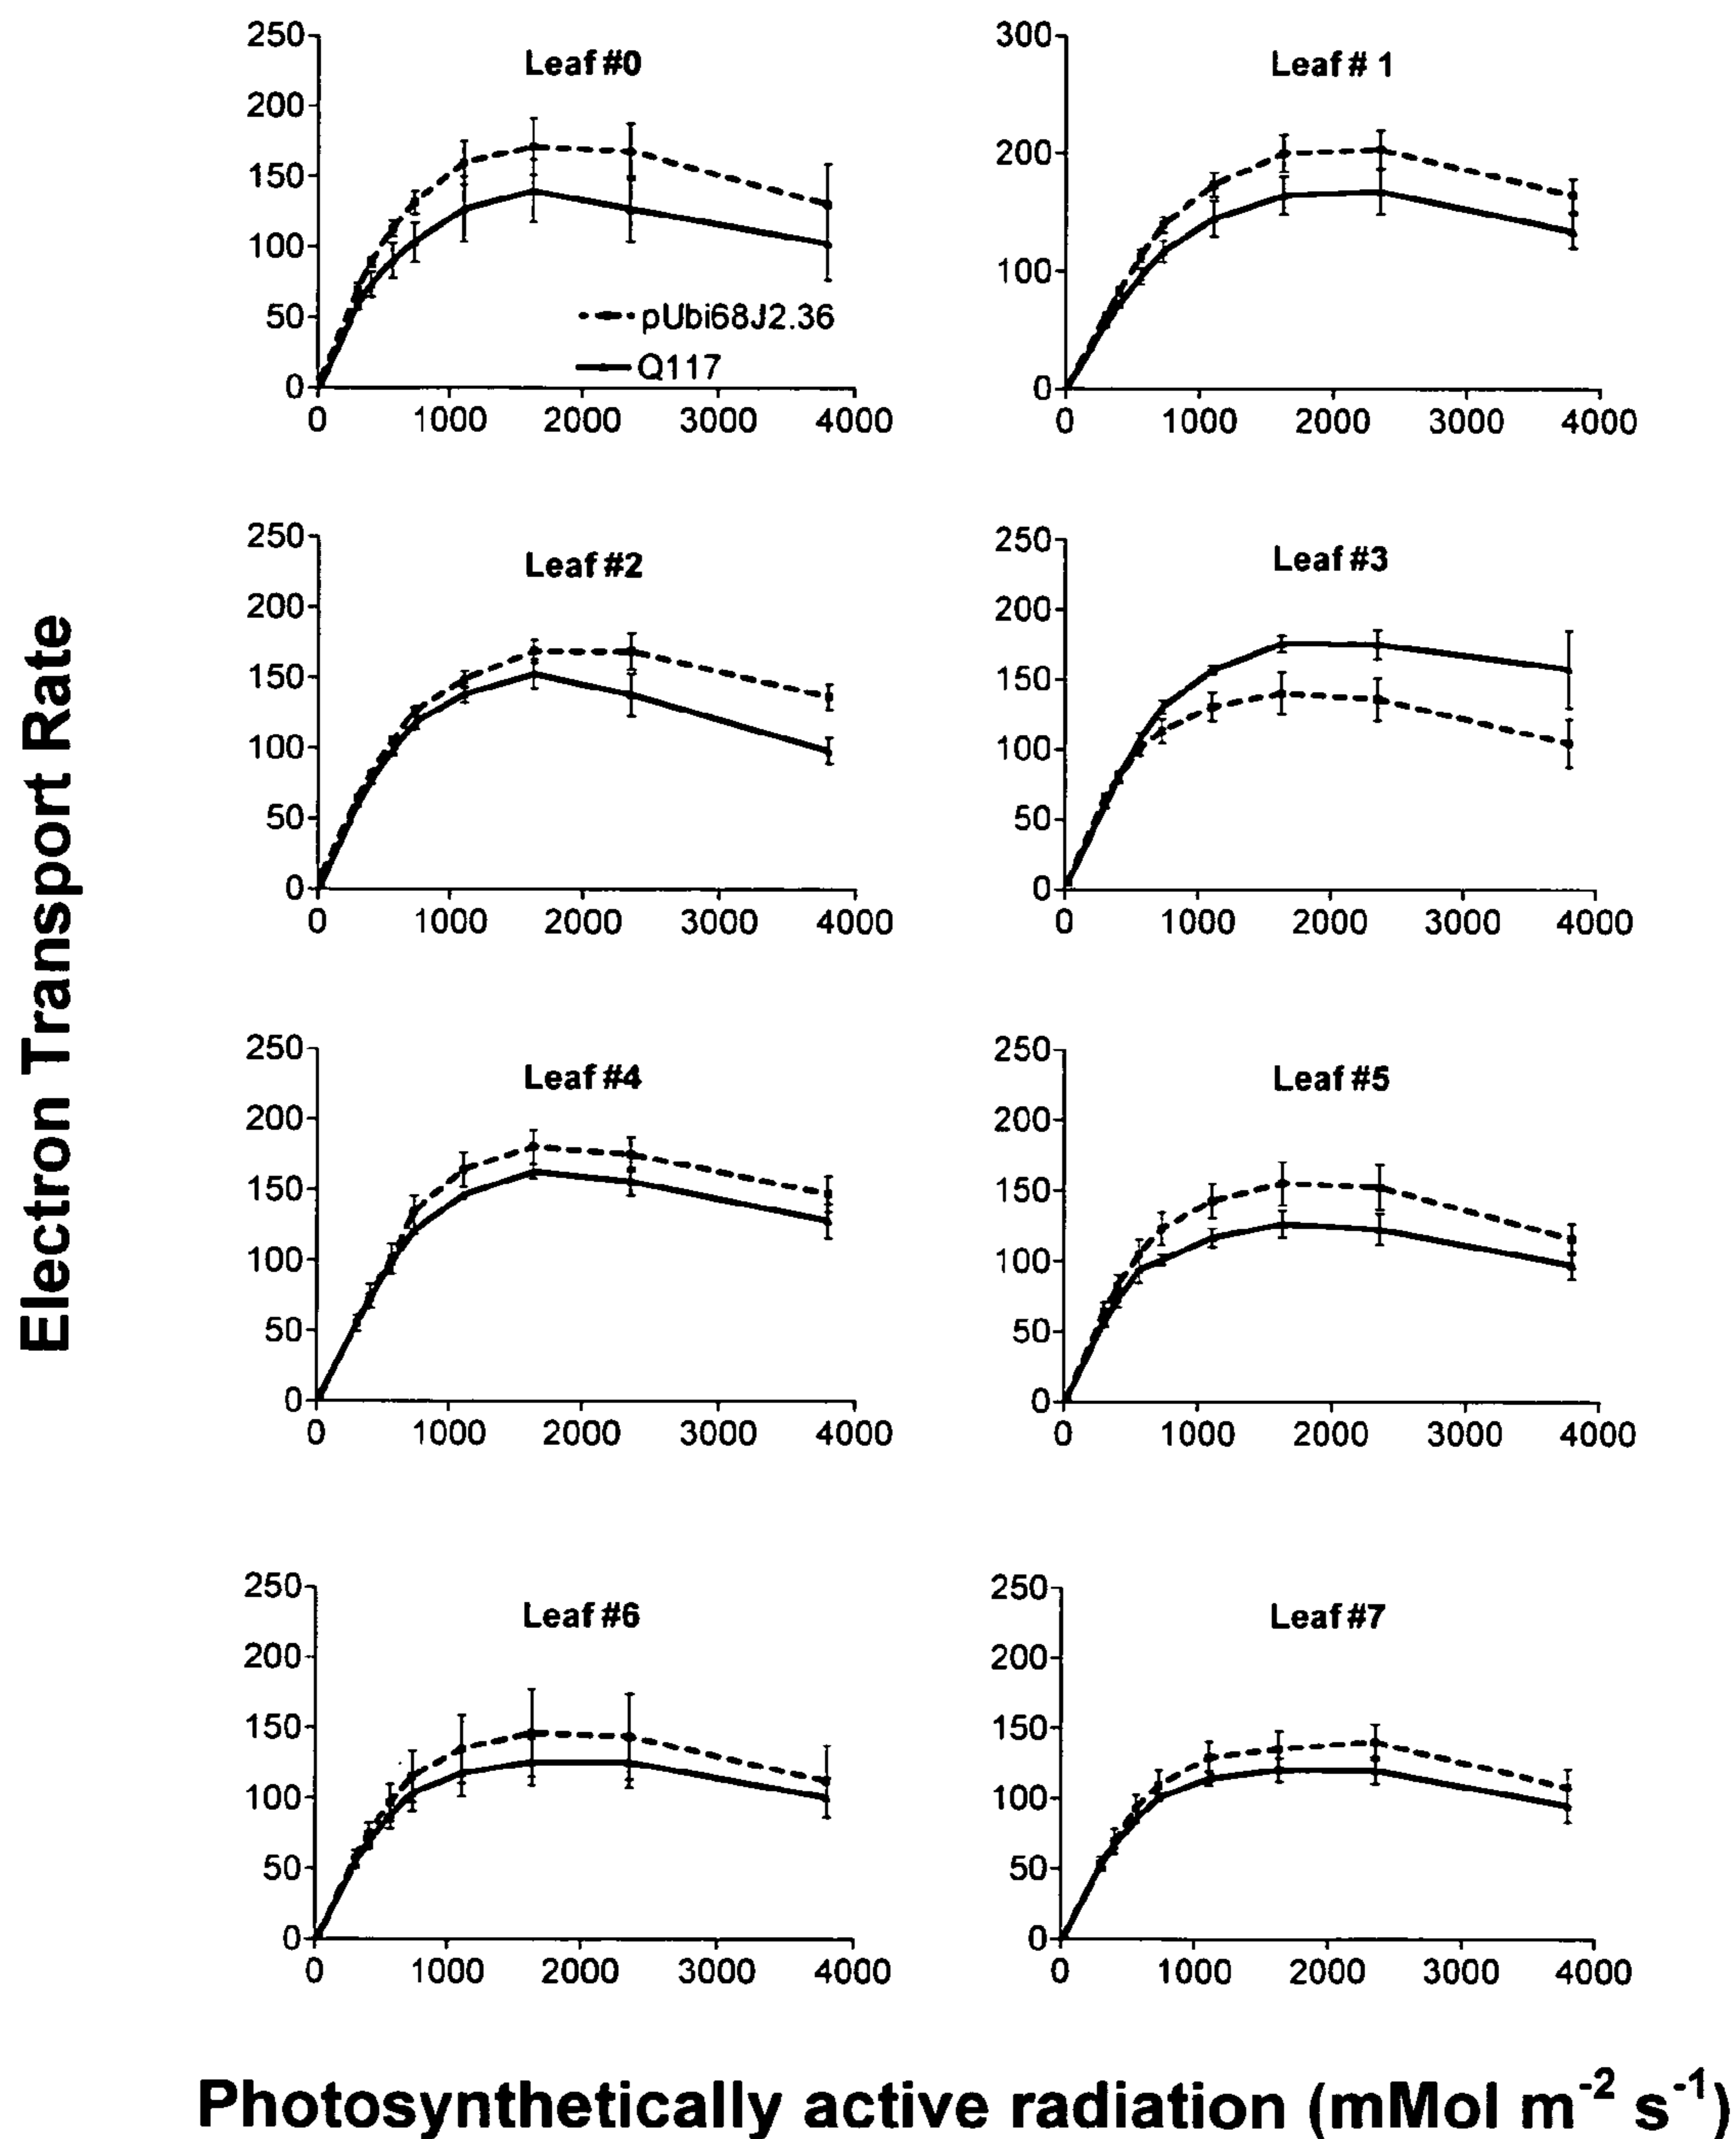 Electron Transport Rate
Leaf #0
250
200
150
100
50
0
0 1000 2000 3000 4000
pUbi68J2.36
Q117
Leaf # 1
300
200
100
0
0 1000 2000 3000 4000
Leaf #2
250
200
150
100
50
0
0 1000 2000 3000 4000
Leaf #3
250
200
150
100
50
0
0 1000 2000 3000 4000
Leaf #4
250
200
150
100
50
0
0 1000 2000 3000 4000
Leaf #5
250
200
150
100
50
0
0 1000 2000 3000 4000
Leaf #6
250
200
150
100
50
0
0 1000 2000 3000 4000
Leaf #7
250
200
150
100
50
0
0 1000 2000 3000 4000
Photosynthetically active radiation (mMol m⁻² s⁻¹)